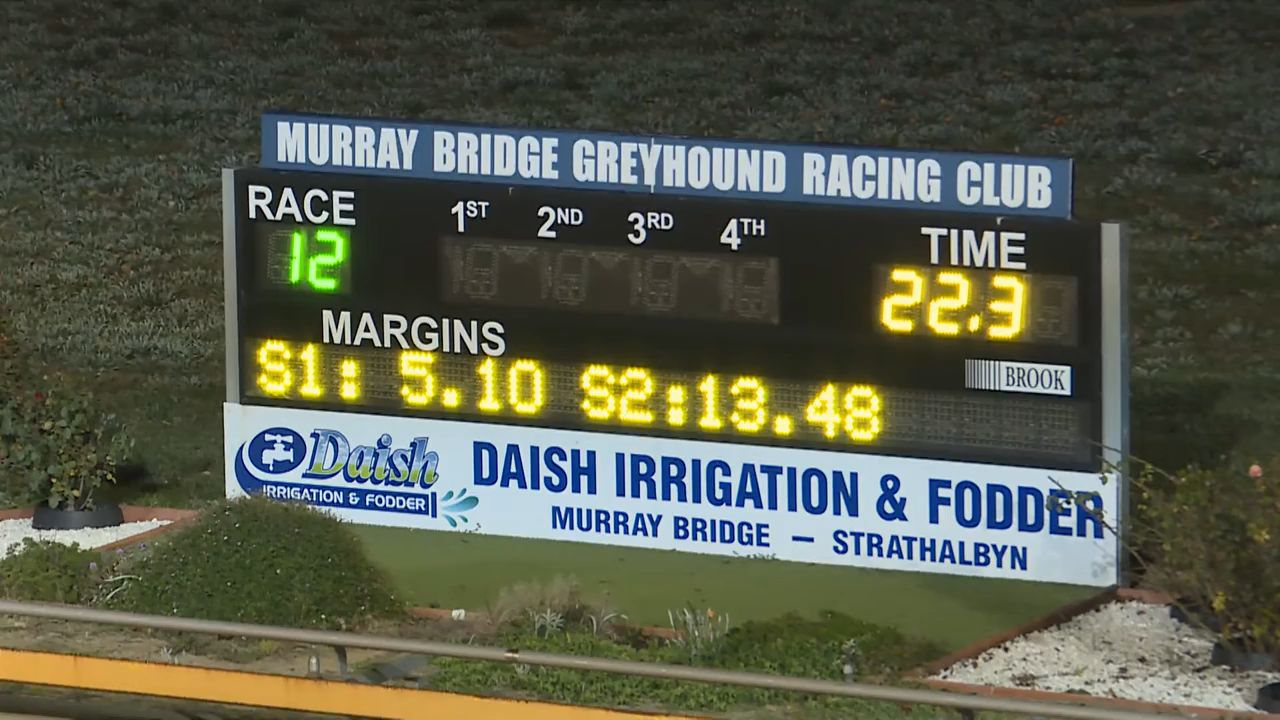 MURRAY BRIDGE GREYHOUND RACING CLUB
RACE 1ST 2ND 3RD 4TH TIME
12 22.3
MARGINS
BROOK
S1: 5.10 S2:13.48
Daish
IRRIGATION & FODDER
DAISH IRRIGATION & FODDER
MURRAY BRIDGE – STRATHALBYN